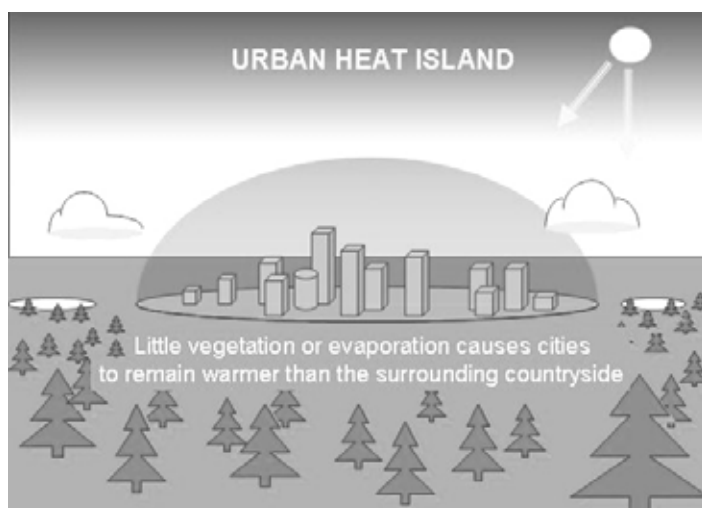 URBAN HEAT ISLAND
Little vegetation or evaporation causes cities
to remain warmer than the surrounding countryside